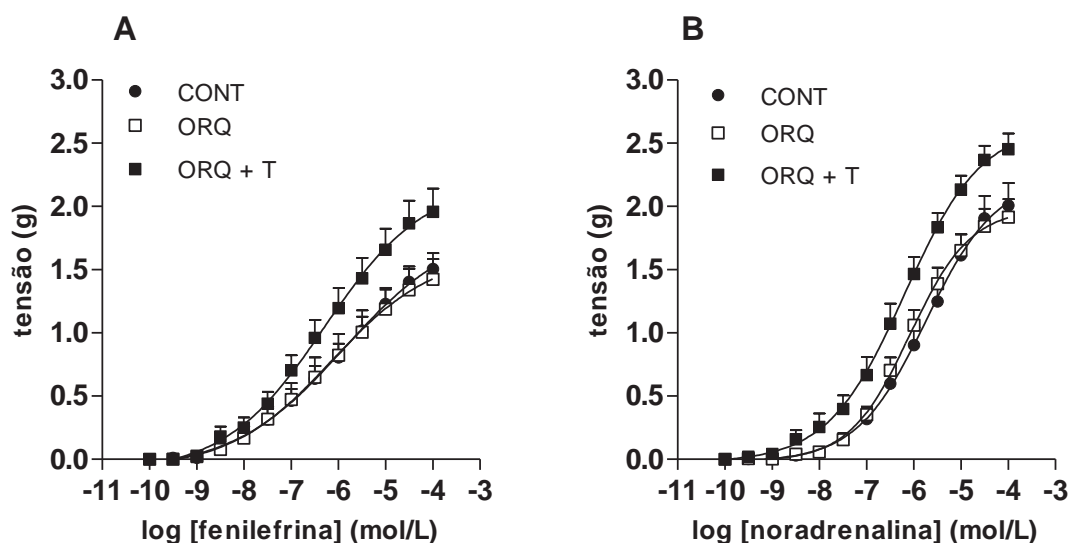 A
3.0
2.5
2.0
1.5
1.0
0.5
0.0
tensão (g)
CONT
ORQ
ORQ + T
-11 -10 -9 -8 -7 -6 -5 -4 -3
log [fenilefrina] (mol/L)
B
3.0
2.5
2.0
1.5
1.0
0.5
0.0
tensão (g)
CONT
ORQ
ORQ + T
-11 -10 -9 -8 -7 -6 -5 -4 -3
log [noradrenalina] (mol/L)